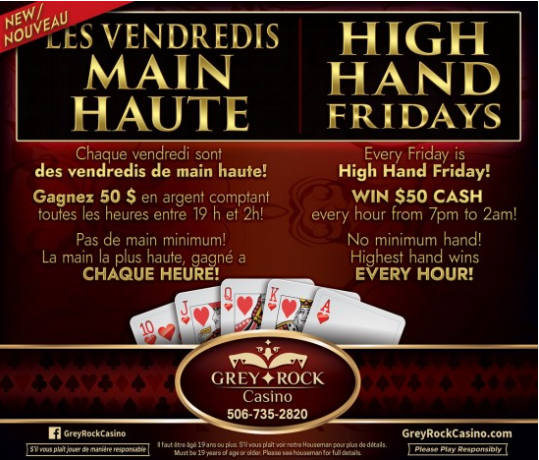 NEW/
NOUVEAU
LES VENDREDIS
MAIN
HAUTE
HIGH
HAND
FRIDAYS
Chaque vendredi sont
des vendredis de main haute!
Gagnez 50 $ en argent comptant
toutes les heures entre 19 h et 2h!
Pas de main minimum!
La main la plus haute, gagné a
CHAQUE HEURE!
Every Friday is
High Hand Friday!
WIN $50 CASH
every hour from 7pm to 2am!
No minimum hand!
Highest hand wins
EVERY HOUR!
10
J
Q
K
A
GREY ROCK
Casino
506-735-2820
GreyRockCasino
S'il vous plaît jouer de manière responsable
Il faut être âgé 19 ans ou plus. S'il vous plaît voir notre Houseman pour plus de détails.
Must be 19 years of age or older. Please see houseman for full details.
GreyRockCasino.com
Please Play Responsibly